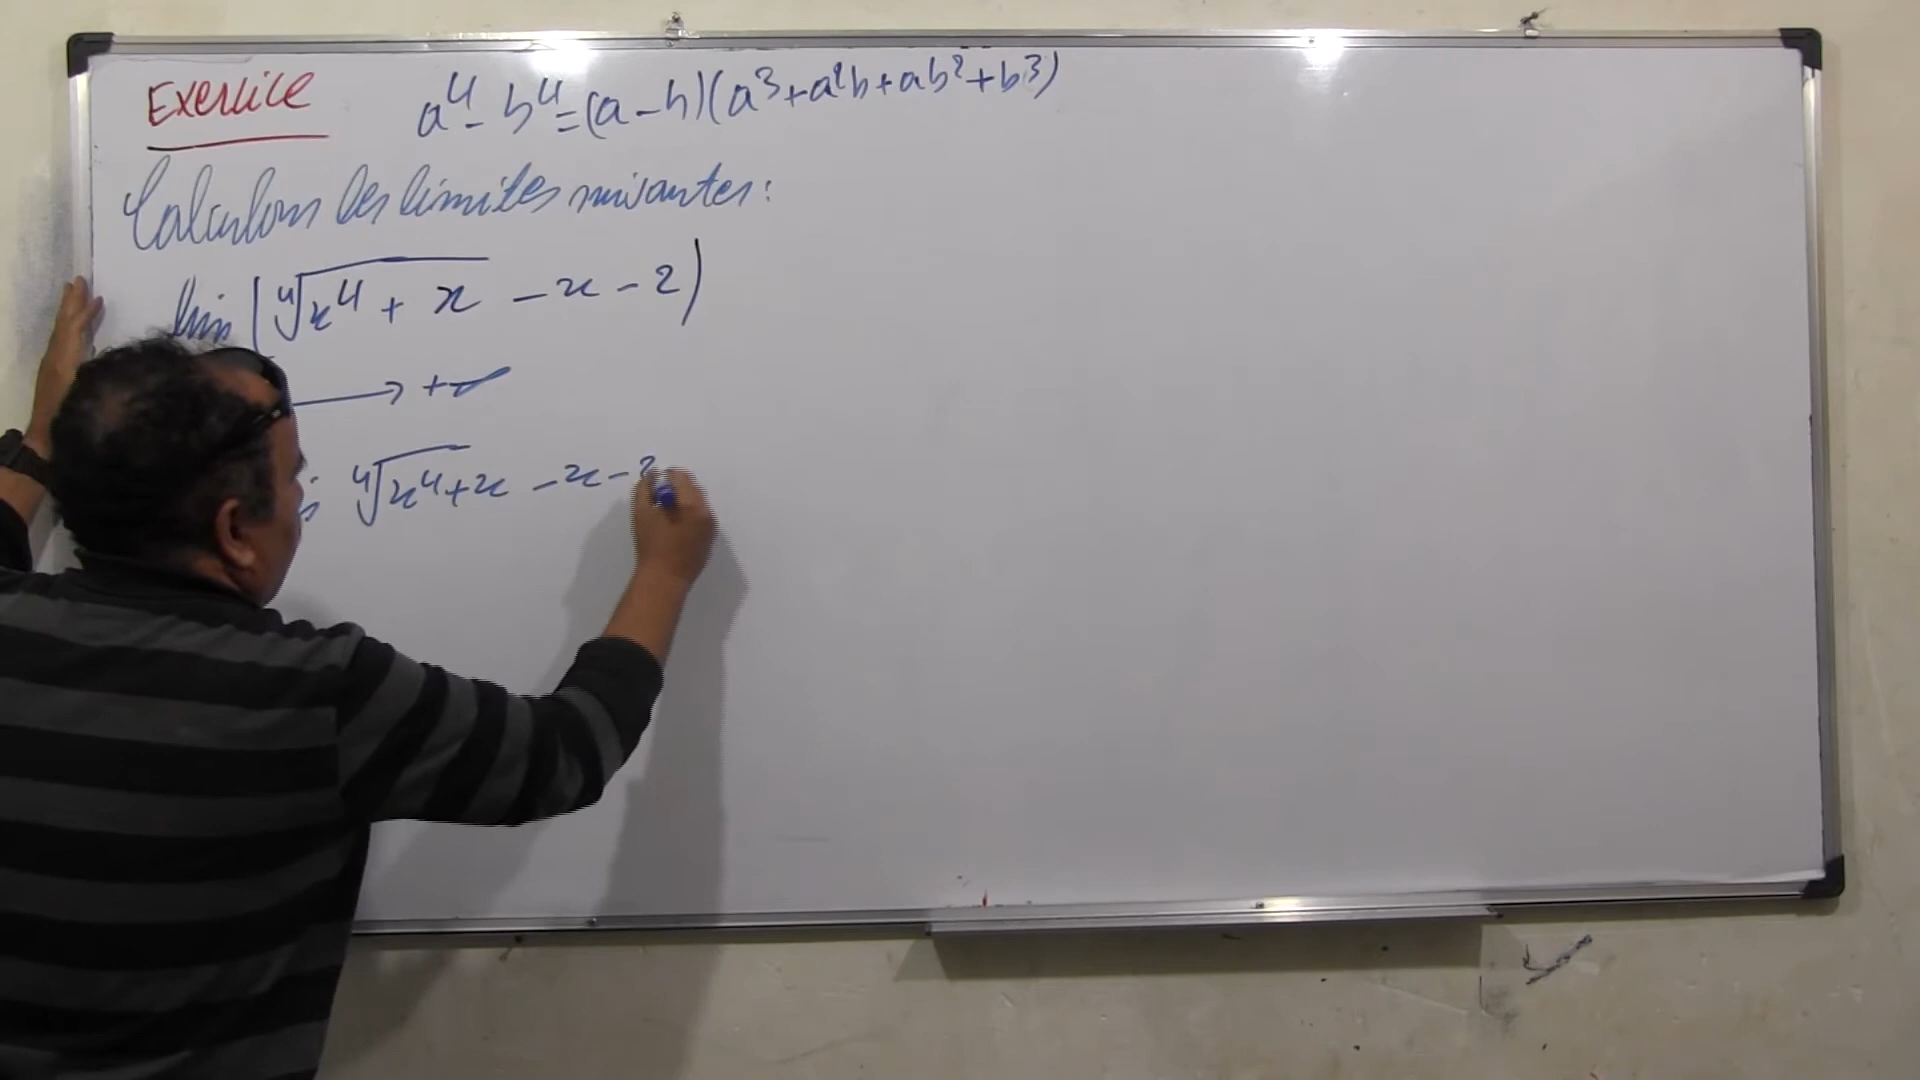 Exercice
a⁴ - b⁴ = (a - b)(a³ + a²b + ab² + b³)
Calculons les limites suivantes:
lim (⁴√(x⁴ + x) - x - 2)
⟶ +∞
⁴√(x⁴ + x) - x - 2